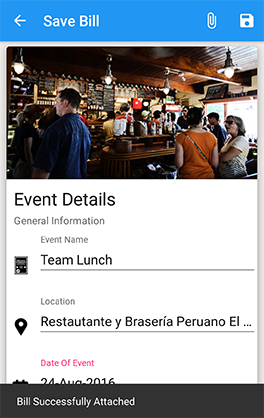 Save Bill
Event Details
General Information
Event Name
Team Lunch
Location
Restautante y Brasería Peruano El ...
Date Of Event
24-Aug-2016
Bill Successfully Attached